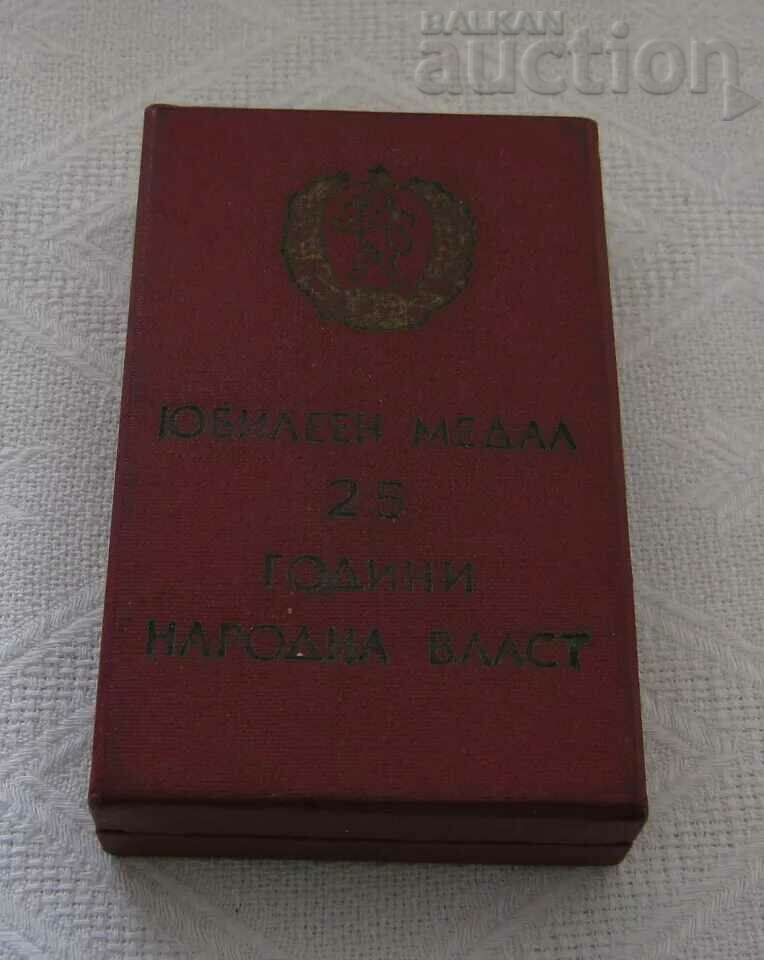 BALKAN
auction
ЮБИЛЕЕН МЕДАЛ
25
ГОДИНИ
НАРОДНА ВЛАСТ